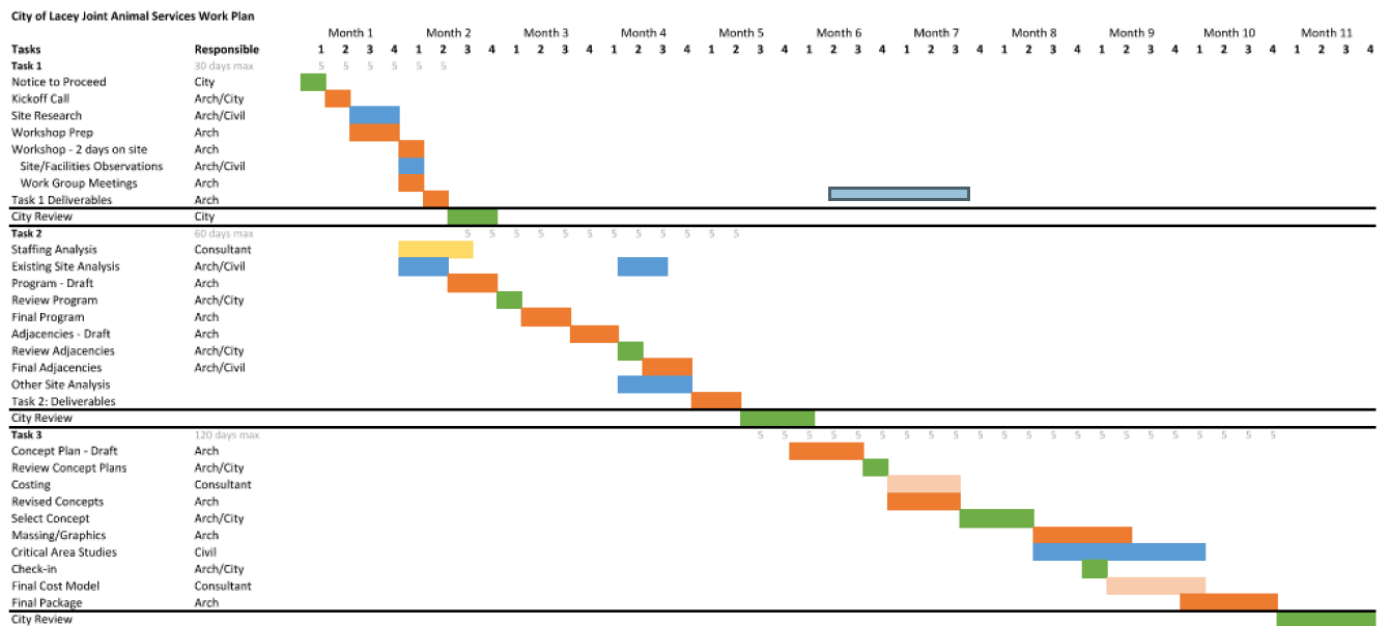 City of Lacey Joint Animal Services Work Plan
Month 1 Month 2 Month 3 Month 4 Month 5 Month 6 Month 7 Month 8 Month 9 Month 10 Month 11
Tasks Responsible 1 2 3 4 1 2 3 4 1 2 3 4 1 2 3 4 1 2 3 4 1 2 3 4 1 2 3 4 1 2 3 4 1 2 3 4 1 2 3 4 1 2 3 4
Task 1 30 days max 5 5 5 5 5 5
Notice to Proceed City
Kickoff Call Arch/City
Site Research Arch/Civil
Workshop Prep Arch
Workshop - 2 days on site Arch
Site/Facilities Observations Arch/Civil
Work Group Meetings Arch
Task 1 Deliverables Arch
City Review City
Task 2 60 days max 5 5 5 5 5 5 5 5 5 5 5 5
Staffing Analysis Consultant
Existing Site Analysis Arch/Civil
Program - Draft Arch
Review Program Arch/City
Final Program Arch
Adjacencies - Draft Arch
Review Adjacencies Arch/City
Final Adjacencies Arch/Civil
Other Site Analysis
Task 2: Deliverables
City Review
Task 3 120 days max 5 5 5 5 5 5 5 5 5 5 5 5 5 5 5 5 5 5 5 5 5 5
Concept Plan - Draft Arch
Review Concept Plans Arch/City
Costing Consultant
Revised Concepts Arch
Select Concept Arch/City
Massing/Graphics Arch
Critical Area Studies Civil
Check-in Arch/City
Final Cost Model Consultant
Final Package Arch
City Review